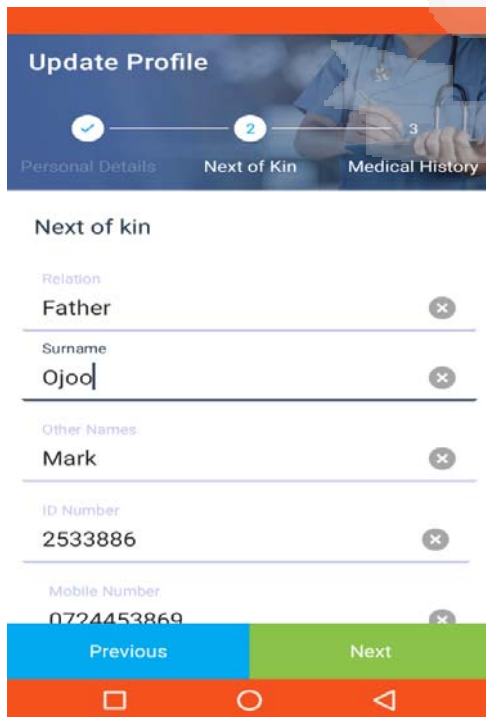 Update Profile
2
3
Personal Details Next of Kin Medical History
Next of kin
Relation
Father
Surname
Ojoo
Other Names
Mark
ID Number
2533886
Mobile Number
0724453869
Previous Next